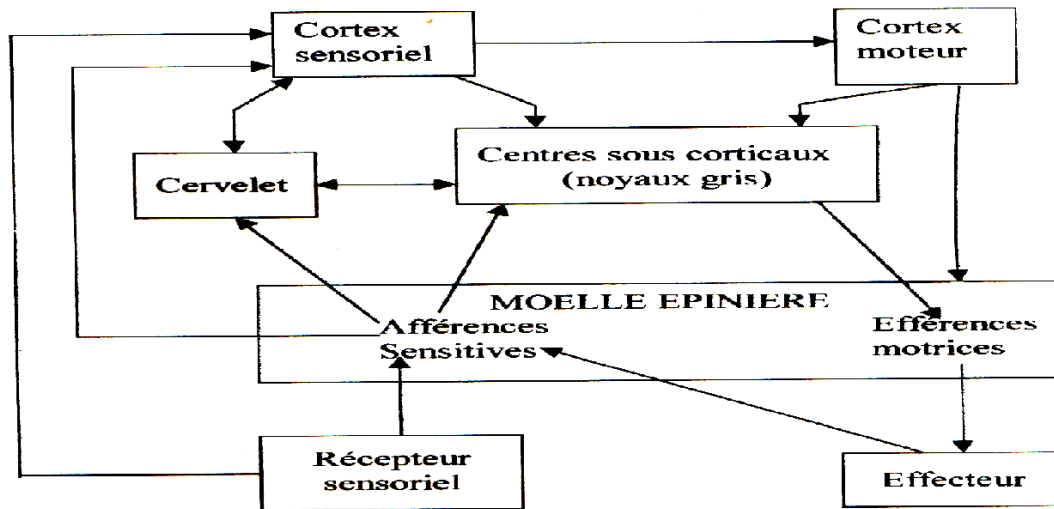 Cortex
sensoriel
Cortex
moteur
Centres sous corticaux
(noyaux gris)
Cervelet
MOELLE EPINIERE
Afférences
Sensitives
Efférences
motrices
Récepteur
sensoriel
Effecteur